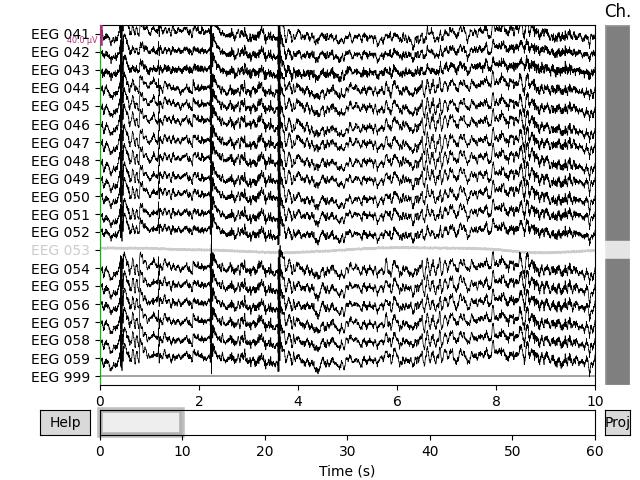 Ch.
EEG 041
40.0 µV
EEG 042
EEG 043
EEG 044
EEG 045
EEG 046
EEG 047
EEG 048
EEG 049
EEG 050
EEG 051
EEG 052
EEG 053
EEG 054
EEG 055
EEG 056
EEG 057
EEG 058
EEG 059
EEG 999
0 2 4 6 8 10
Help
Proj
0 10 20 30 40 50 60
Time (s)